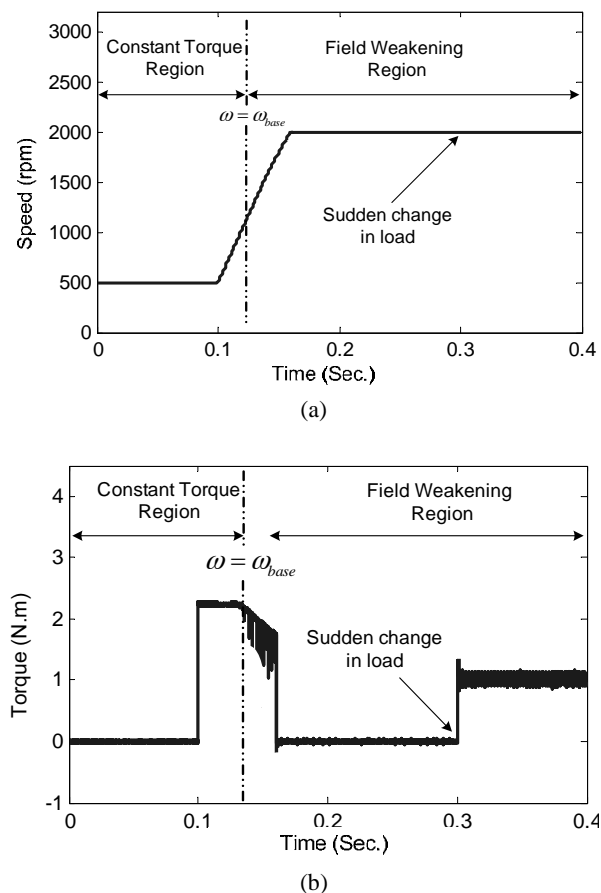 3000
2500
2000
1500
1000
500
0
Speed (rpm)
Constant Torque
Region
Field Weakening
Region
ω = ω_base
Sudden change
in load
0 0.1 0.2 0.3 0.4
Time (Sec.)
(a)
4
3
2
1
0
-1
Torque (N.m)
Constant Torque
Region
Field Weakening
Region
ω = ω_base
Sudden change
in load
0 0.1 0.2 0.3 0.4
Time (Sec.)
(b)